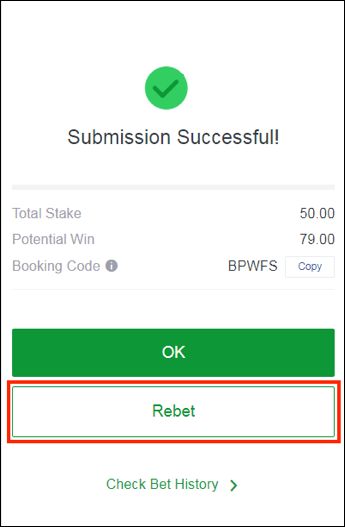 Submission Successful!
Total Stake 50.00
Potential Win 79.00
Booking Code BPWFS Copy
OK
Rebet
Check Bet History